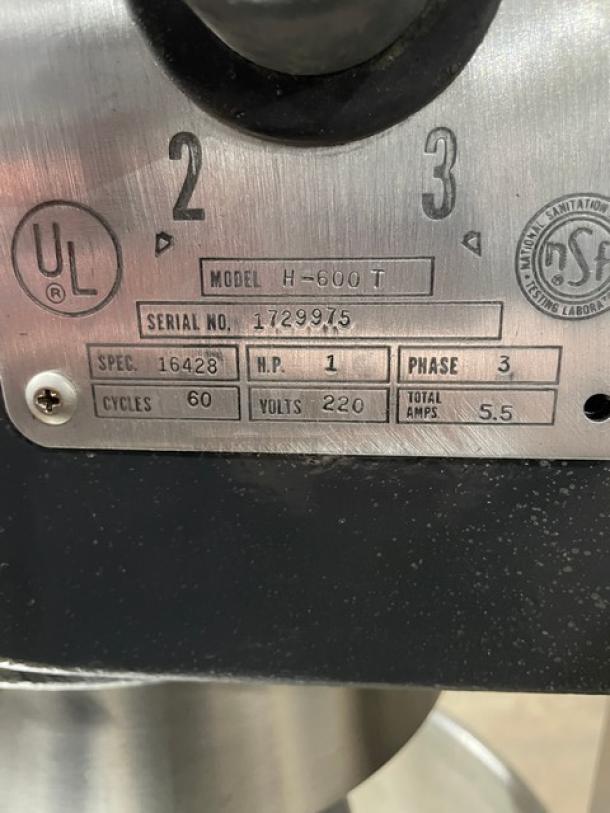 2 3
UL
®
NATIONAL SANITATION
nsf
®
TESTING LABORA
MODEL H-600 T
SERIAL NO. 1729975
SPEC. 16428 H.P. 1 PHASE 3
CYCLES 60 VOLTS 220 TOTAL AMPS 5.5